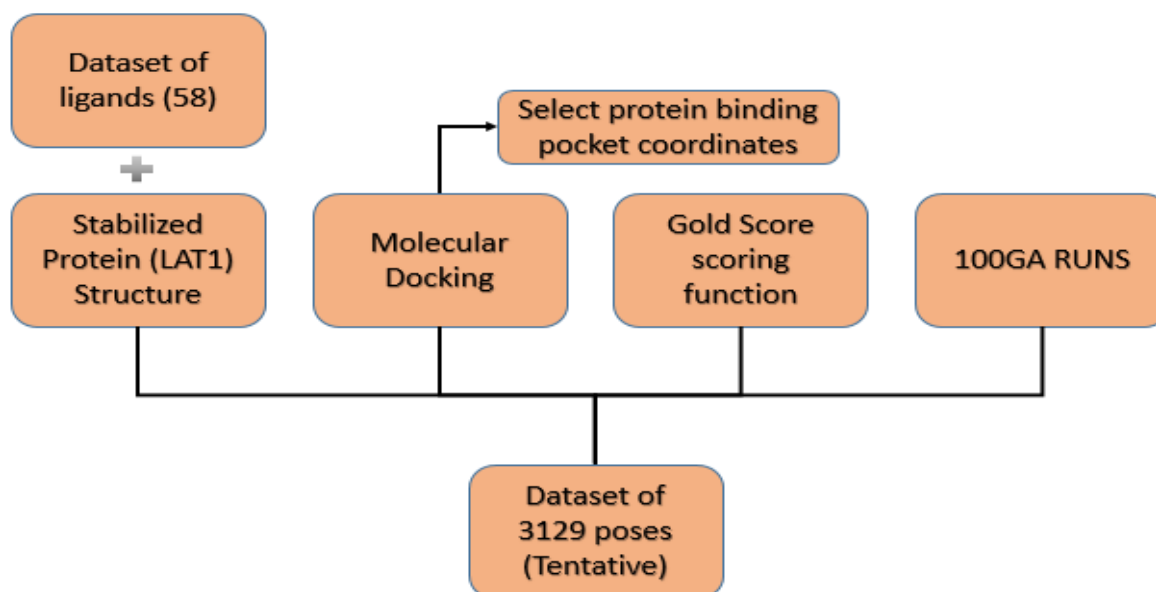 Dataset of
ligands (58)
Select protein binding
pocket coordinates
Stabilized
Protein (LAT1)
Structure
Molecular
Docking
Gold Score
scoring
function
100GA RUNS
Dataset of
3129 poses
(Tentative)